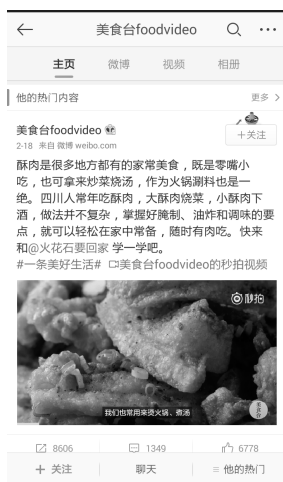 美食台foodvideo
主页 微博 视频 相册
他的热门内容 更多
美食台foodvideo
2-18 来自 微博 weibo.com
+关注
酥肉是很多地方都有的家常美食，既是零嘴小
吃，也可拿来炒菜烧汤，作为火锅涮料也是一
绝。四川人常年吃酥肉，大酥肉烧菜，小酥肉下
酒，做法并不复杂，掌握好腌制、油炸和调味的要
点，就可以轻松在家中常备，随时有肉吃。快来
和@火花石要回家 学一学吧。
#一条美好生活# 美食台foodvideo的秒拍视频
秒拍
我们也常用来烫火锅、煮汤
美食台
8606 1349 6778
+ 关注 聊天 他的热门